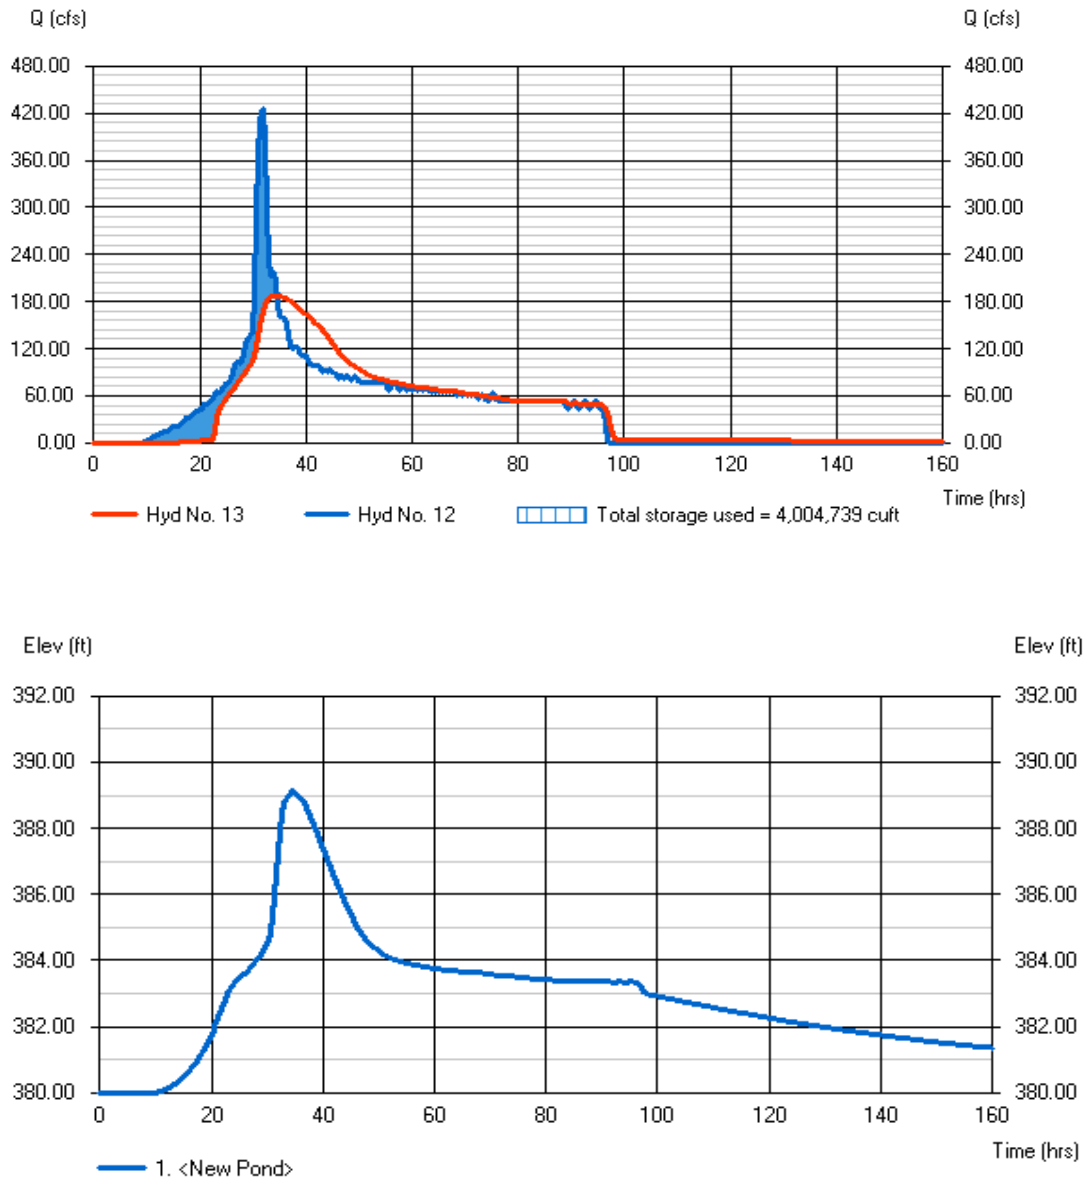 Q (cfs) Q (cfs)
480.00 480.00
420.00 420.00
360.00 360.00
300.00 300.00
240.00 240.00
180.00 180.00
120.00 120.00
60.00 60.00
0.00 0.00
0 20 40 60 80 100 120 140 160
Time (hrs)
Hyd No. 13 Hyd No. 12 Total storage used = 4,004,739 cuft
Elev (ft) Elev (ft)
392.00 392.00
390.00 390.00
388.00 388.00
386.00 386.00
384.00 384.00
382.00 382.00
380.00 380.00
0 20 40 60 80 100 120 140 160
Time (hrs)
1. <New Pond>